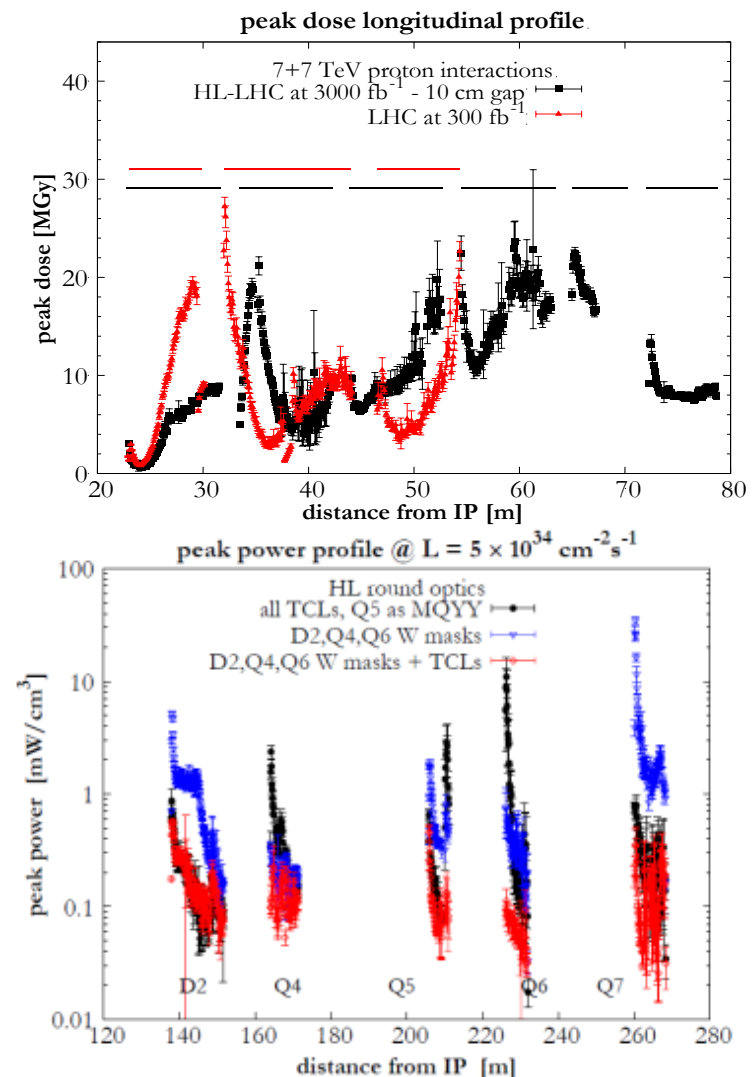 peak dose longitudinal profile
7+7 TeV proton interactions
HL-LHC at 3000 fb⁻¹ - 10 cm gap
LHC at 300 fb⁻¹
peak dose [MGy]
40
30
20
10
0
20 30 40 50 60 70 80
distance from IP [m]
peak power profile @ L = 5 × 10³⁴ cm⁻²s⁻¹
HL round optics
all TCLs, Q5 as MQYY
D2,Q4,Q6 W masks
D2,Q4,Q6 W masks + TCLs
peak power [mW/cm³]
100
10
1
0.1
0.01
D2 Q4 Q5 Q6 Q7
120 140 160 180 200 220 240 260 280
distance from IP [m]